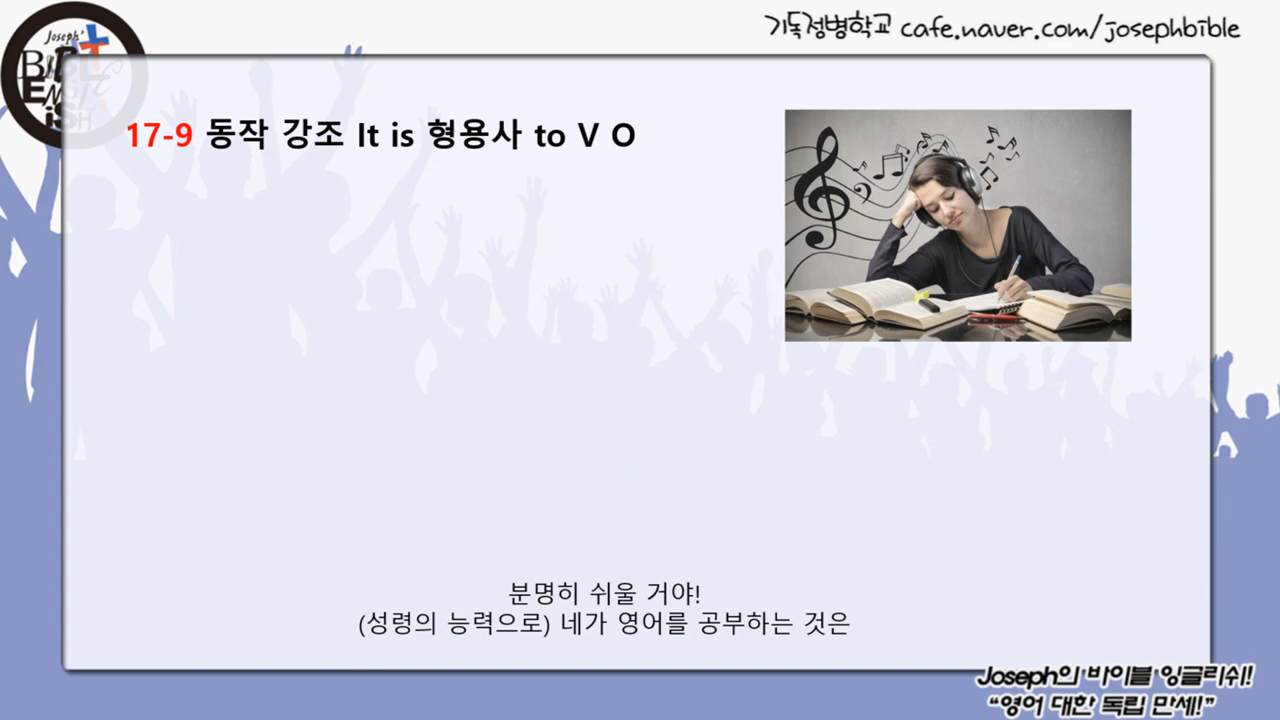 Joseph'
BIBLE
ENGLISH
기독정병학교 cafe.naver.com/josephbible
17-9 동작 강조 It is 형용사 to V O
분명히 쉬울 거야!
(성령의 능력으로) 네가 영어를 공부하는 것은
Joseph의 바이블 잉글리쉬!
“영어 대한 독립 만세!”